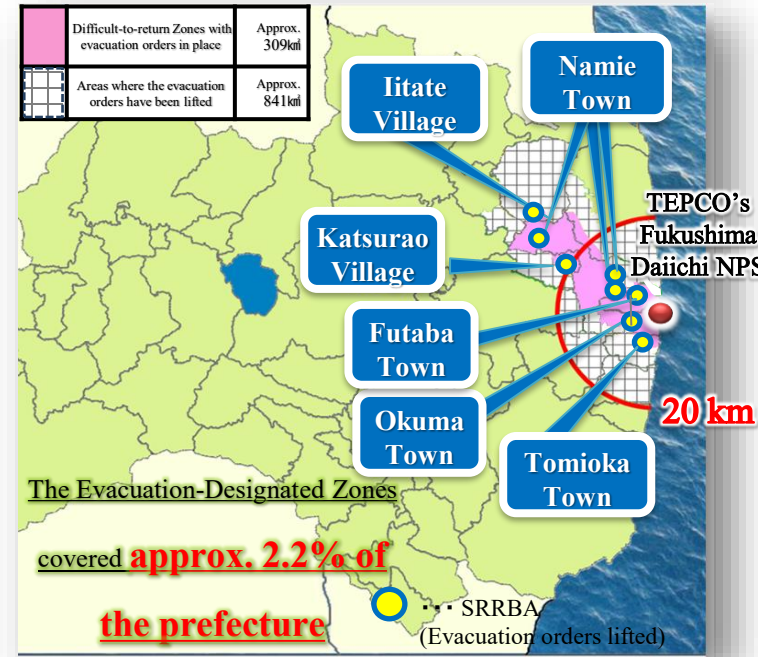 Difficult-to-return Zones with
evacuation orders in place
Approx.
309㎢
Areas where the evacuation
orders have been lifted
Approx.
841㎢
Iitate
Village
Namie
Town
TEPCO's
Fukushima
Daiichi NPS
Katsurao
Village
Futaba
Town
Okuma
Town
20 km
Tomioka
Town
The Evacuation-Designated Zones
covered approx. 2.2% of
the prefecture
･･･ SRRBA
(Evacuation orders lifted)